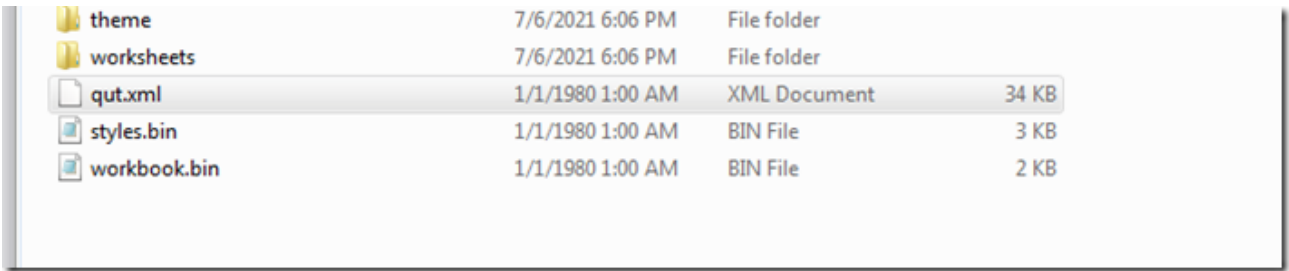 theme 7/6/2021 6:06 PM File folder
worksheets 7/6/2021 6:06 PM File folder
qut.xml 1/1/1980 1:00 AM XML Document 34 KB
styles.bin 1/1/1980 1:00 AM BIN File 3 KB
workbook.bin 1/1/1980 1:00 AM BIN File 2 KB